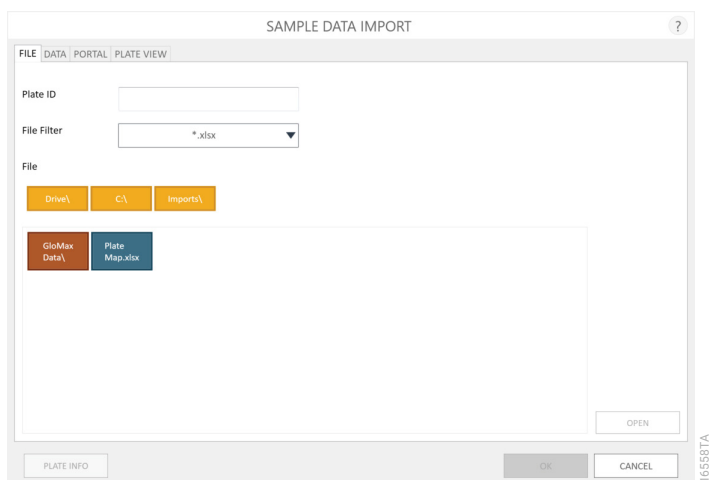 SAMPLE DATA IMPORT
?
FILE DATA PORTAL PLATE VIEW
Plate ID
File Filter
*.xlsx
File
Drive\ C:\ Imports\
GloMax
Data\
Plate
Map.xlsx
OPEN
PLATE INFO
OK
CANCEL